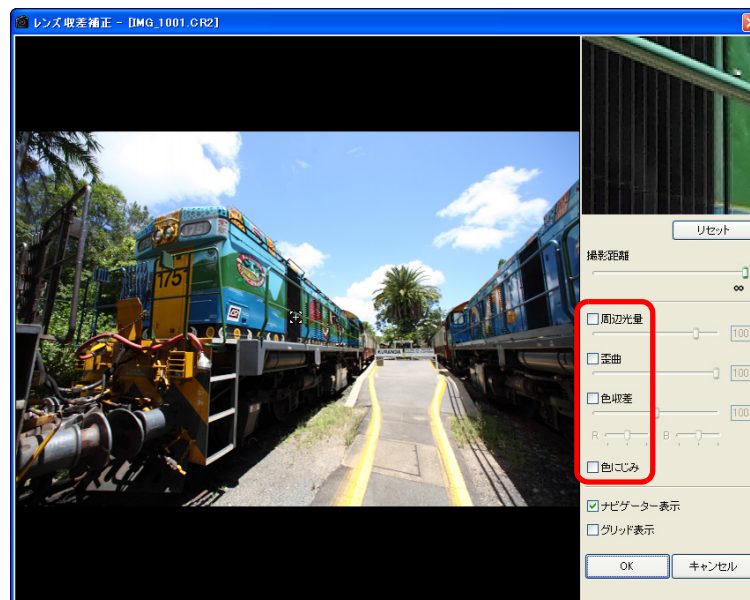 レンズ収差補正 - [IMG_1001.CR2]
175
KURANDA
リセット
撮影距離
∞
周辺光量
100
歪曲
100
色収差
100
R
B
色にじみ
ナビゲーター表示
グリッド表示
OK
キャンセル